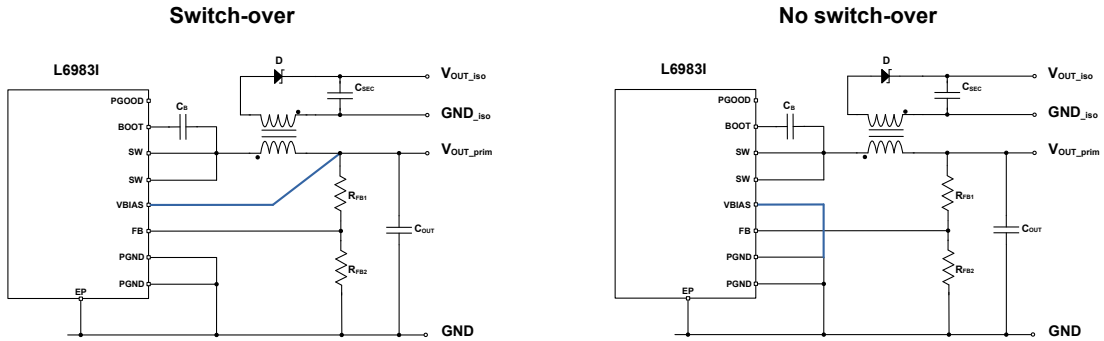 Switch-over
L6983I
PGOOD
BOOT
SW
SW
VBIAS
FB
PGND
PGND
EP
CB
D
CSEC
VOUT_iso
GND_iso
VOUT_prim
RFB1
RFB2
COUT
GND
No switch-over
L6983I
PGOOD
BOOT
SW
SW
VBIAS
FB
PGND
PGND
EP
CB
D
CSEC
VOUT_iso
GND_iso
VOUT_prim
RFB1
RFB2
COUT
GND